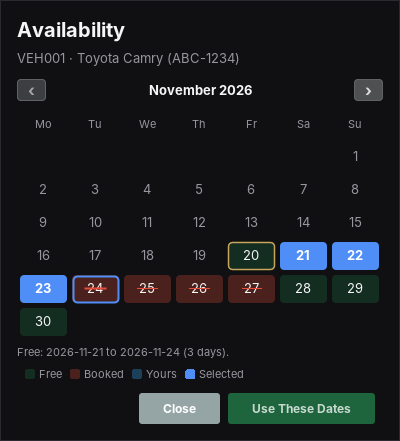 Availability
VEH001 · Toyota Camry (ABC-1234)
‹ November 2026 ›
Mo Tu We Th Fr Sa Su
1
2 3 4 5 6 7 8
9 10 11 12 13 14 15
16 17 18 19 20 21 22
23 24 25 26 27 28 29
30
Free: 2026-11-21 to 2026-11-24 (3 days).
Free Booked Yours Selected
Close Use These Dates